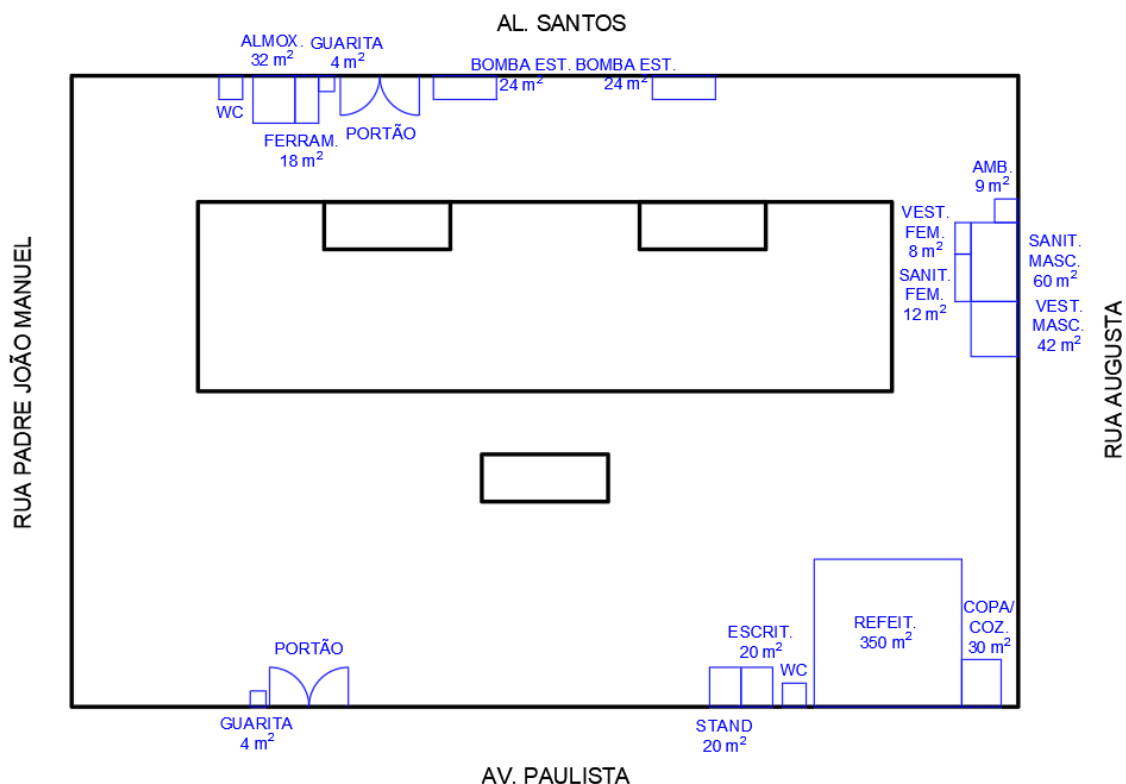 AL. SANTOS
ALMOX.
32 m²
GUARITA
4 m²
BOMBA EST.
24 m²
BOMBA EST.
24 m²
WC
FERRAM.
18 m²
PORTÃO
AMB.
9 m²
VEST.
FEM.
8 m²
SANIT.
MASC.
60 m²
SANIT.
FEM.
12 m²
VEST.
MASC.
42 m²
RUA PADRE JOÃO MANUEL
RUA AUGUSTA
PORTÃO
GUARITA
4 m²
ESCRIT.
20 m²
WC
STAND
20 m²
REFEIT.
350 m²
COPA/
COZ.
30 m²
AV. PAULISTA